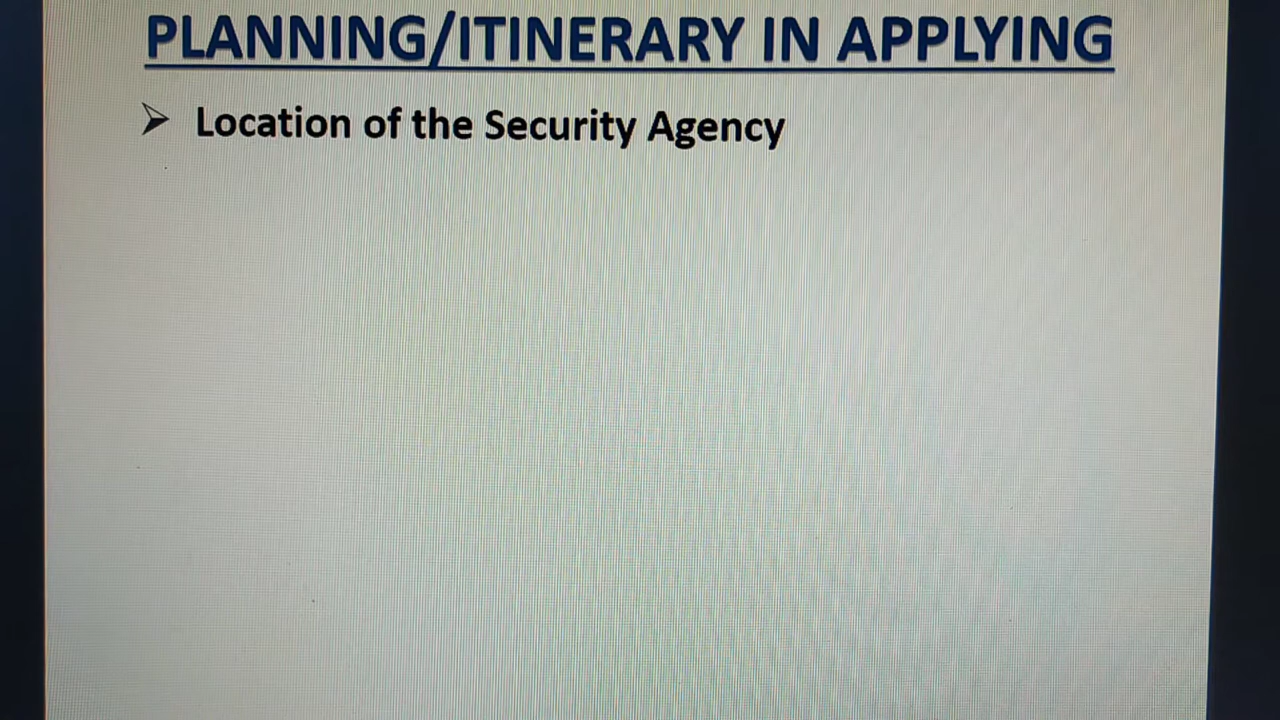 PLANNING/ITINERARY IN APPLYING
➢ Location of the Security Agency